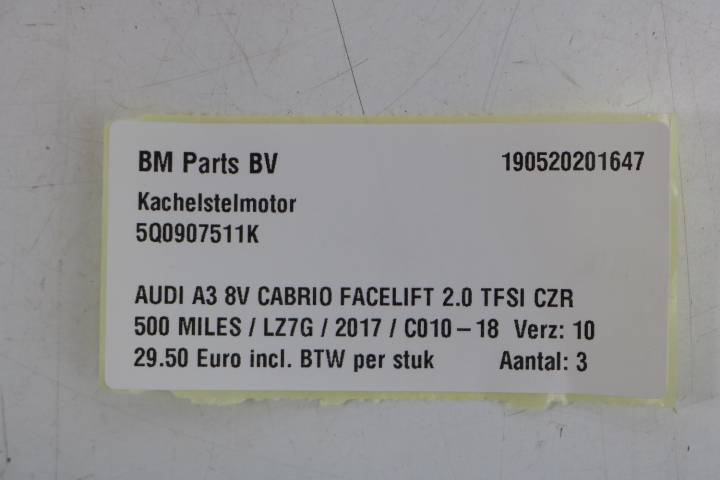 BM Parts BV 190520201647
Kachelstelmotor
5Q0907511K
AUDI A3 8V CABRIO FACELIFT 2.0 TFSI CZR
500 MILES / LZ7G / 2017 / C010-18 Verz: 10
29.50 Euro incl. BTW per stuk Aantal: 3